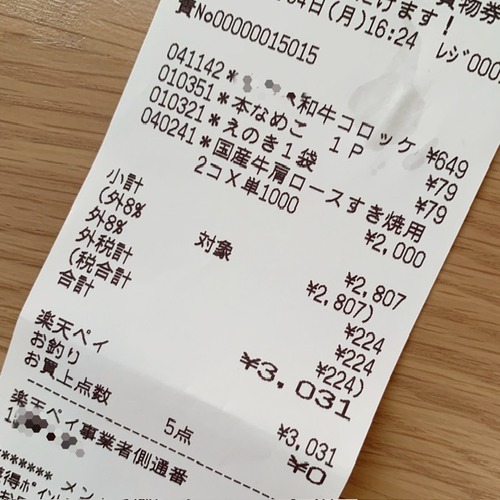 04日(月)16:24 レジ000
責No00000015015
041142*和牛コロッケ ¥649
010351*本なめこ 1P ¥79
010321*えのき1袋 ¥79
040241*国産牛肩ロースすき焼用
2コX単1000 ¥2,000
小計 ¥2,807
(外8% 対象 ¥2,807)
外8% ¥224
外税計 ¥224
(税合計 ¥224)
合計 ¥3,031
楽天ペイ ¥3,031
お釣り ¥0
お買上点数 5点
楽天ペイ事業者側通番
1
******* メン